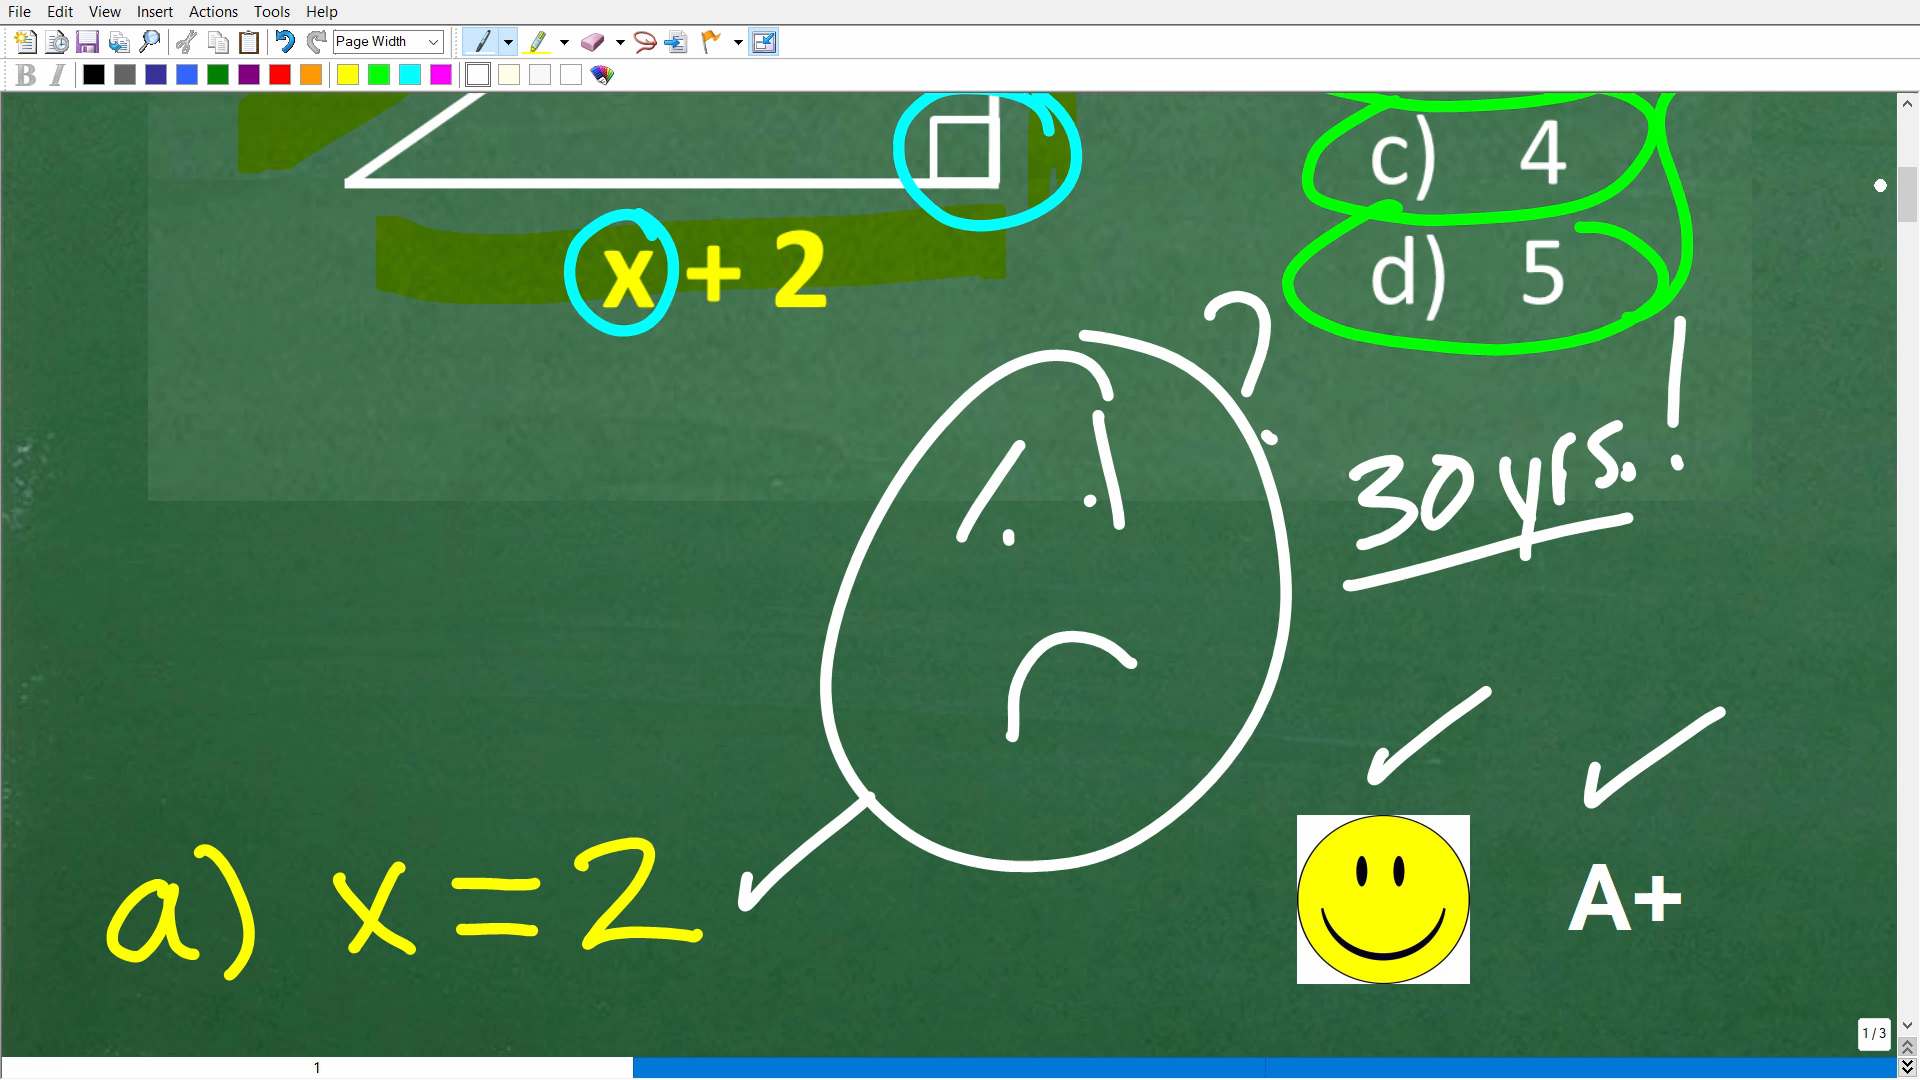 File Edit View Insert Actions Tools Help
Page Width
B I
c) 4
x + 2
d) 5
?
30 yrs. !
a) x = 2
A+
1 / 3
1